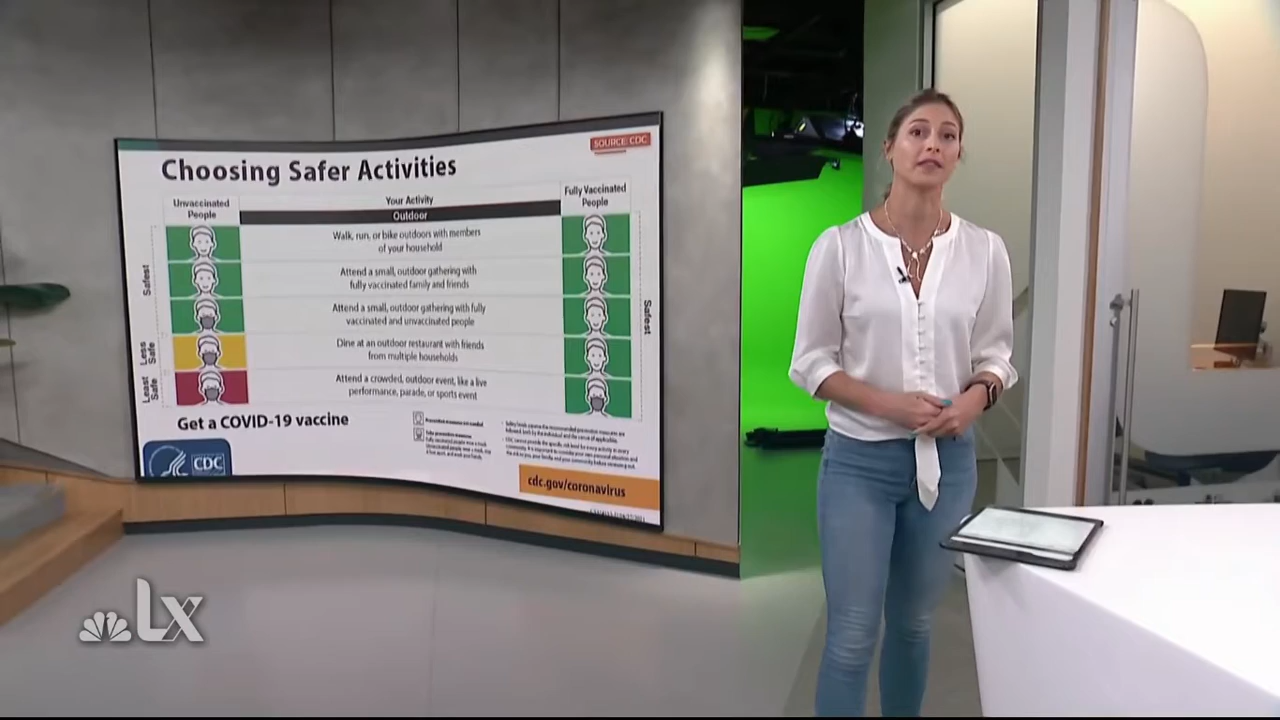 SOURCE: CDC
Choosing Safer Activities
Unvaccinated
People
Your Activity
Fully Vaccinated
People
Outdoor
Safest
Walk, run, or bike outdoors with members
of your household
Attend a small, outdoor gathering with
fully vaccinated family and friends
Attend a small, outdoor gathering with fully
vaccinated and unvaccinated people
Safest
Less
Safe
Dine at an outdoor restaurant with friends
from multiple households
Least
Safe
Attend a crowded, outdoor event, like a live
performance, parade, or sports event
Get a COVID-19 vaccine
CDC
cdc.gov/coronavirus
LX